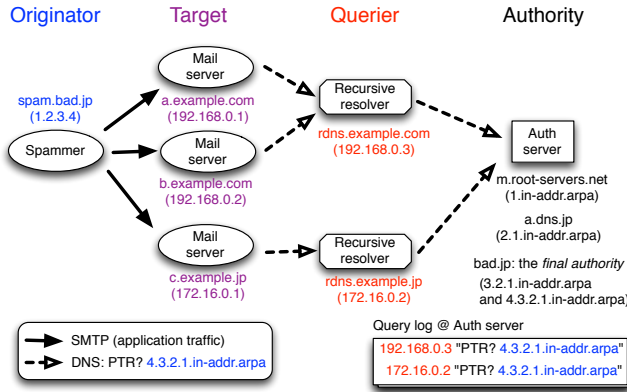 Originator
Target
Querier
Authority
spam.bad.jp
(1.2.3.4)
Spammer
Mail
server
a.example.com
(192.168.0.1)
Mail
server
b.example.com
(192.168.0.2)
Mail
server
c.example.jp
(172.16.0.1)
Recursive
resolver
rdns.example.com
(192.168.0.3)
Recursive
resolver
rdns.example.jp
(172.16.0.2)
Auth
server
m.root-servers.net
(1.in-addr.arpa)
a.dns.jp
(2.1.in-addr.arpa)
bad.jp: the final authority
(3.2.1.in-addr.arpa
and 4.3.2.1.in-addr.arpa)
SMTP (application traffic)
DNS: PTR? 4.3.2.1.in-addr.arpa
Query log @ Auth server
192.168.0.3 "PTR? 4.3.2.1.in-addr.arpa"
172.16.0.2 "PTR? 4.3.2.1.in-addr.arpa"